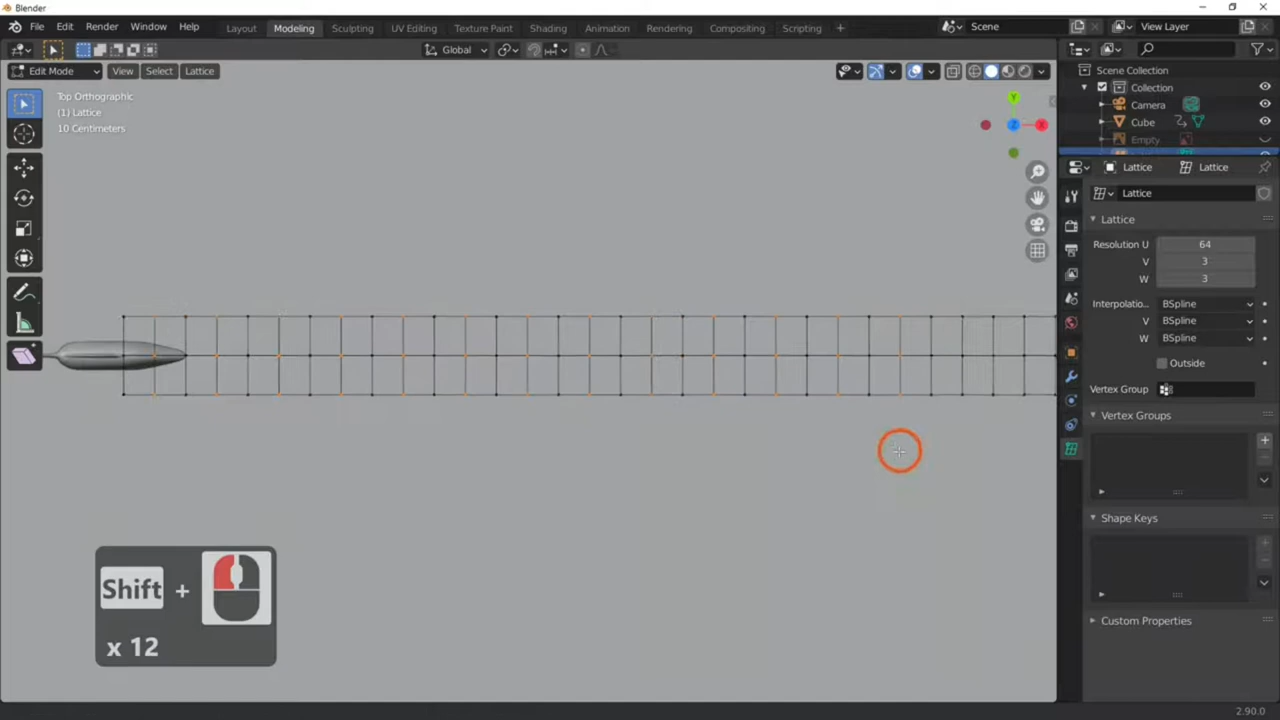 Blender
File Edit Render Window Help
Layout Modeling Sculpting UV Editing Texture Paint Shading Animation Rendering Compositing Scripting +
Scene
View Layer
Global
Edit Mode View Select Lattice
Top Orthographic
(1) Lattice
10 Centimeters
Y
Z
X
Scene Collection
Collection
Camera
Cube
Empty
Lattice Lattice
Lattice
Lattice
Resolution U 64
V 3
W 3
Interpolatio.. BSpline
V BSpline
W BSpline
Outside
Vertex Group
Vertex Groups
Shape Keys
Custom Properties
Shift +
x 12
2.90.0